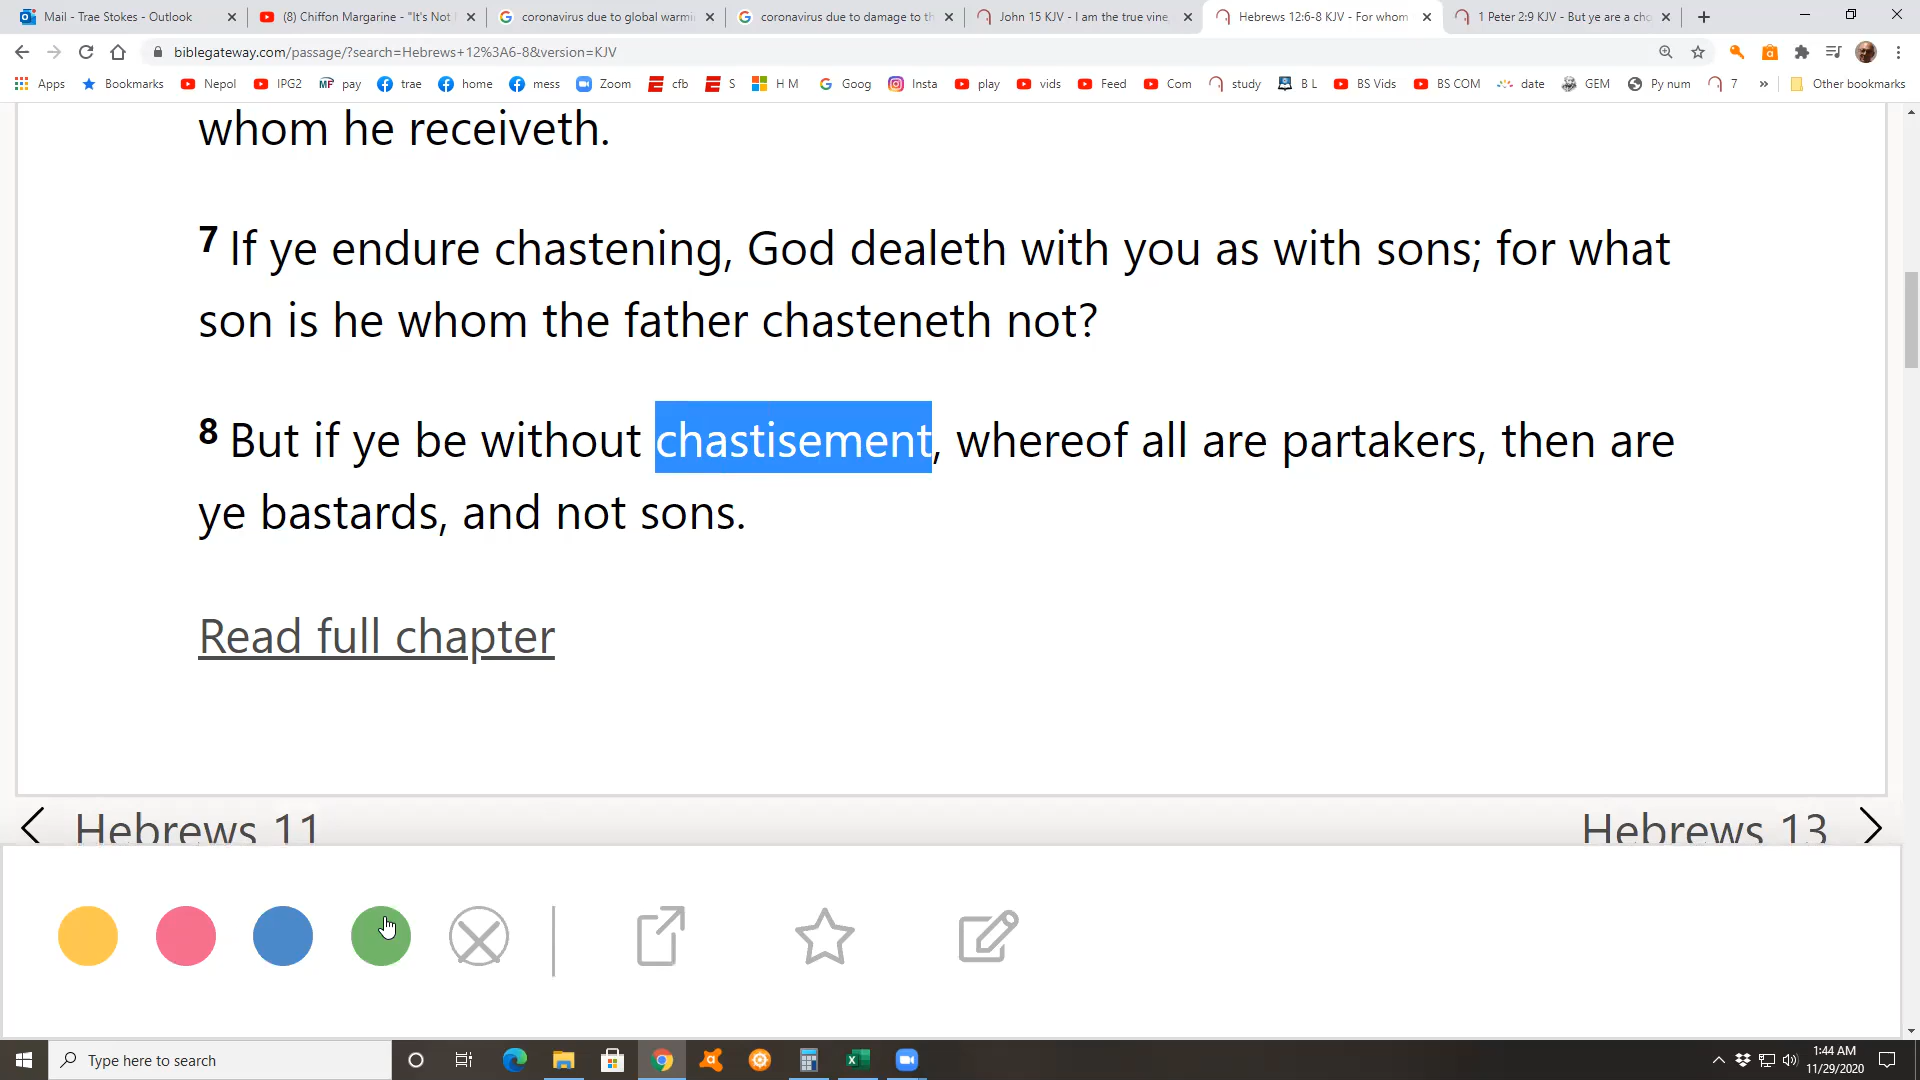 Mail - Trae Stokes - Outlook
(8) Chiffon Margarine - "It's Not
coronavirus due to global warmi
coronavirus due to damage to th
John 15 KJV - I am the true vine,
Hebrews 12:6-8 KJV - For whom
1 Peter 2:9 KJV - But ye are a cho
biblegateway.com/passage/?search=Hebrews+12%3A6-8&version=KJV
Apps Bookmarks Nepol IPG2 MF pay trae home mess Zoom cfb S H M Goog Insta play vids Feed Com study B L BS Vids BS COM date GEM Py num 7 » Other bookmarks
whom he receiveth.
7 If ye endure chastening, God dealeth with you as with sons; for what
son is he whom the father chasteneth not?
8 But if ye be without chastisement, whereof all are partakers, then are
ye bastards, and not sons.
Read full chapter
Hebrews 11
Hebrews 13
Type here to search
1:44 AM
11/29/2020